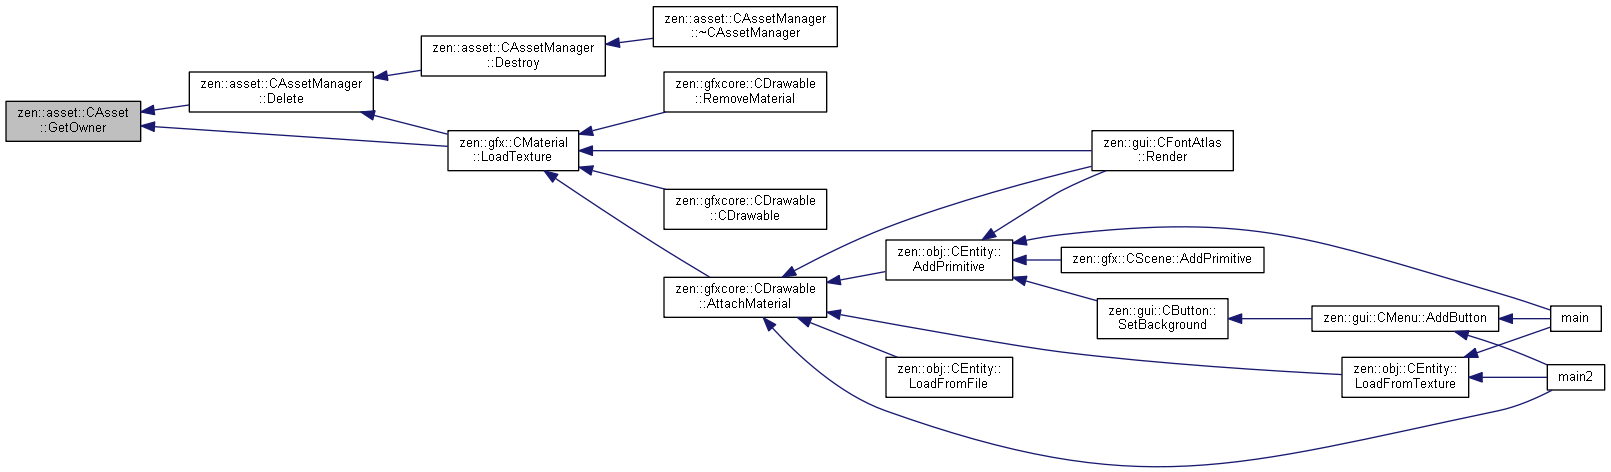 zen::asset::CAssetManager
::~CAssetManager
zen::asset::CAssetManager
::Destroy
zen::asset::CAssetManager
::Delete
zen::gfxcore::CDrawable
::RemoveMaterial
zen::asset::CAsset
::GetOwner
zen::gfx::CMaterial
::LoadTexture
zen::gui::CFontAtlas
::Render
zen::gfxcore::CDrawable
::CDrawable
zen::obj::CEntity::
AddPrimitive
zen::gfx::CScene::AddPrimitive
zen::gfxcore::CDrawable
::AttachMaterial
zen::gui::CButton::
SetBackground
zen::gui::CMenu::AddButton
main
zen::obj::CEntity::
LoadFromFile
zen::obj::CEntity::
LoadFromTexture
main2